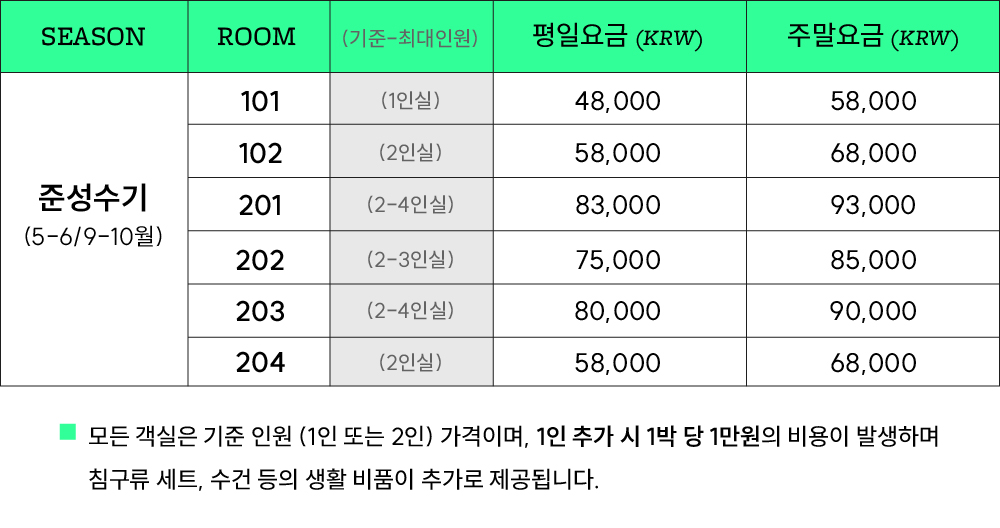 SEASON ROOM (기준-최대인원) 평일요금 (KRW) 주말요금 (KRW)
준성수기
(5-6/9-10월)
101 (1인실) 48,000 58,000
102 (2인실) 58,000 68,000
201 (2-4인실) 83,000 93,000
202 (2-3인실) 75,000 85,000
203 (2-4인실) 80,000 90,000
204 (2인실) 58,000 68,000
모든 객실은 기준 인원 (1인 또는 2인) 가격이며, 1인 추가 시 1박 당 1만원의 비용이 발생하며
침구류 세트, 수건 등의 생활 비품이 추가로 제공됩니다.